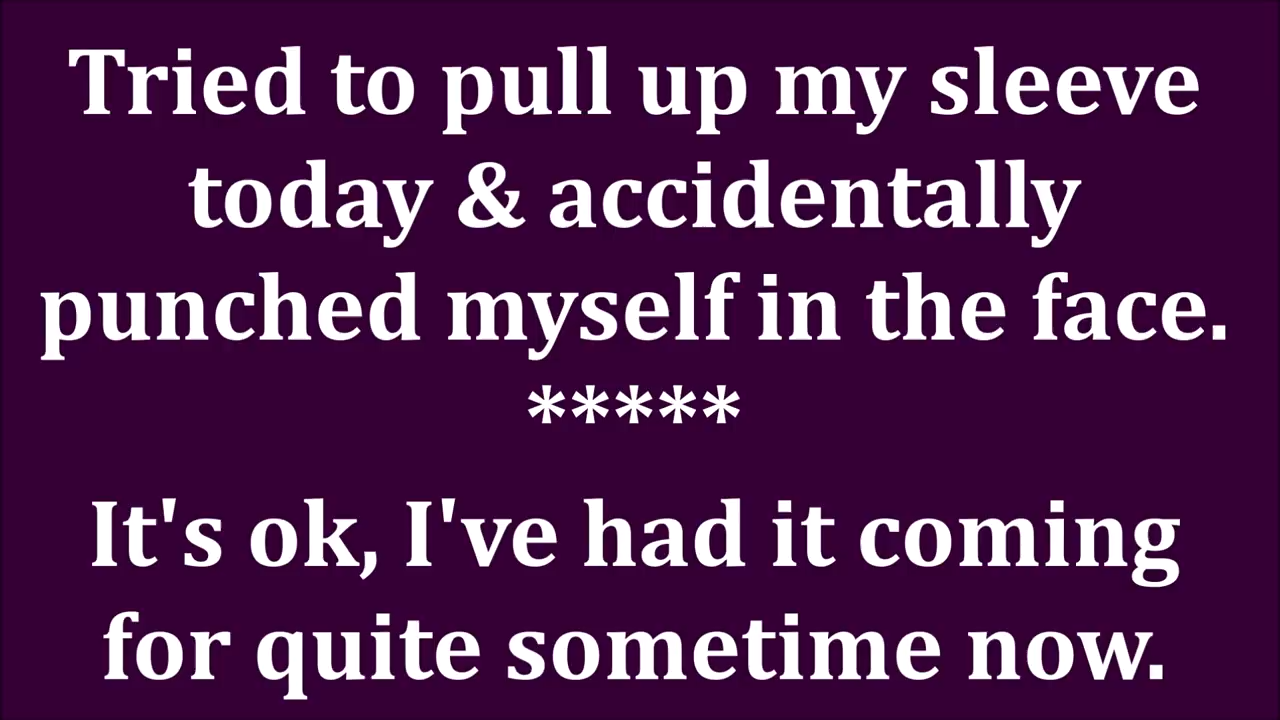 Tried to pull up my sleeve
today & accidentally
punched myself in the face.
*****
It's ok, I've had it coming
for quite sometime now.